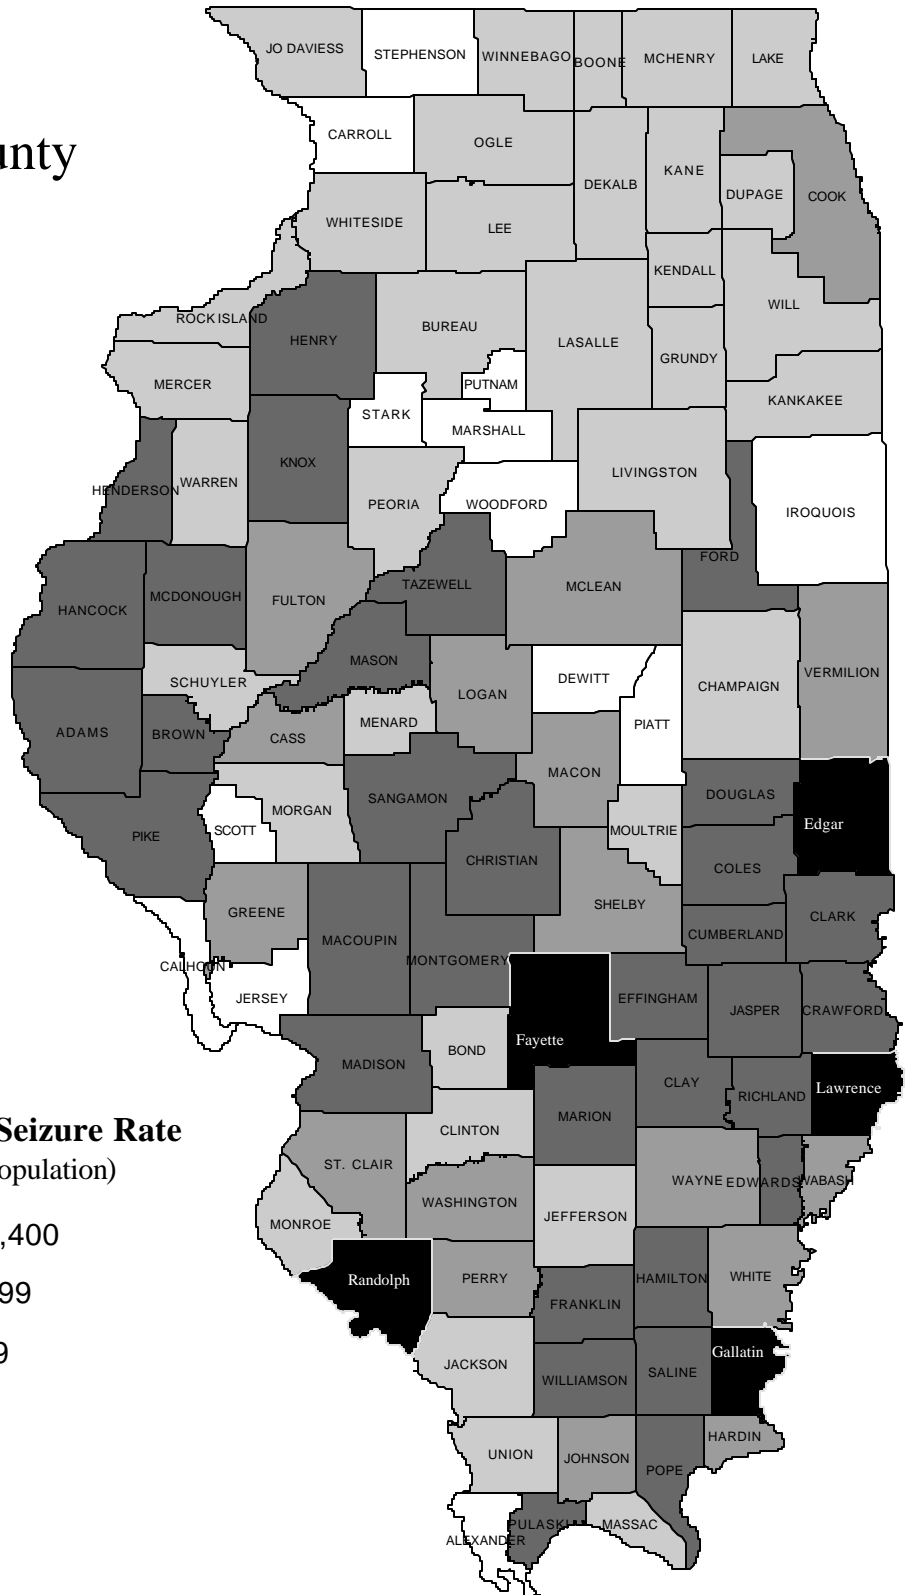 JO DAVIESS
STEPHENSON
WINNEBAGO
BOONE
MCHENRY
LAKE
CARROLL
OGLE
unty
DEKALB
KANE
DUPAGE
COOK
WHITESIDE
LEE
KENDALL
ROCK ISLAND
HENRY
BUREAU
LASALLE
WILL
GRUNDY
MERCER
PUTNAM
KANKAKEE
STARK
MARSHALL
HENDERSON
WARREN
KNOX
PEORIA
WOODFORD
LIVINGSTON
IROQUOIS
FORD
HANCOCK
MCDONOUGH
FULTON
TAZEWELL
MCLEAN
SCHUYLER
MASON
LOGAN
DEWITT
CHAMPAIGN
VERMILION
ADAMS
BROWN
CASS
MENARD
PIATT
MACON
PIKE
SCOTT
MORGAN
SANGAMON
MOULTRIE
DOUGLAS
Edgar
CHRISTIAN
COLES
GREENE
SHELBY
CLARK
MACOUPIN
MONTGOMERY
CUMBERLAND
CALHOUN
JERSEY
EFFINGHAM
JASPER
CRAWFORD
MADISON
BOND
Fayette
CLAY
RICHLAND
Lawrence
MARION
Seizure Rate
CLINTON
opulation)
ST. CLAIR
WASHINGTON
WAYNE
EDWARDS
WABASH
MONROE
JEFFERSON
,400
Randolph
PERRY
HAMILTON
WHITE
99
FRANKLIN
9
JACKSON
WILLIAMSON
SALINE
Gallatin
UNION
JOHNSON
POPE
HARDIN
ALEXANDER
PULASKI
MASSAC